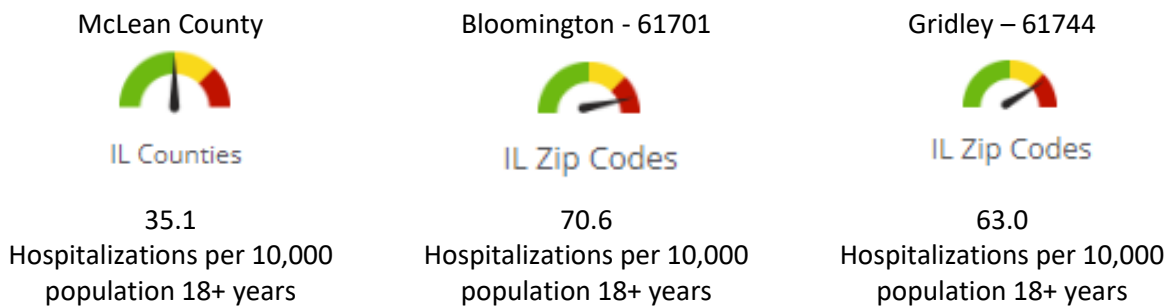 McLean County
IL Counties
35.1
Hospitalizations per 10,000
population 18+ years
Bloomington - 61701
IL Zip Codes
70.6
Hospitalizations per 10,000
population 18+ years
Gridley – 61744
IL Zip Codes
63.0
Hospitalizations per 10,000
population 18+ years